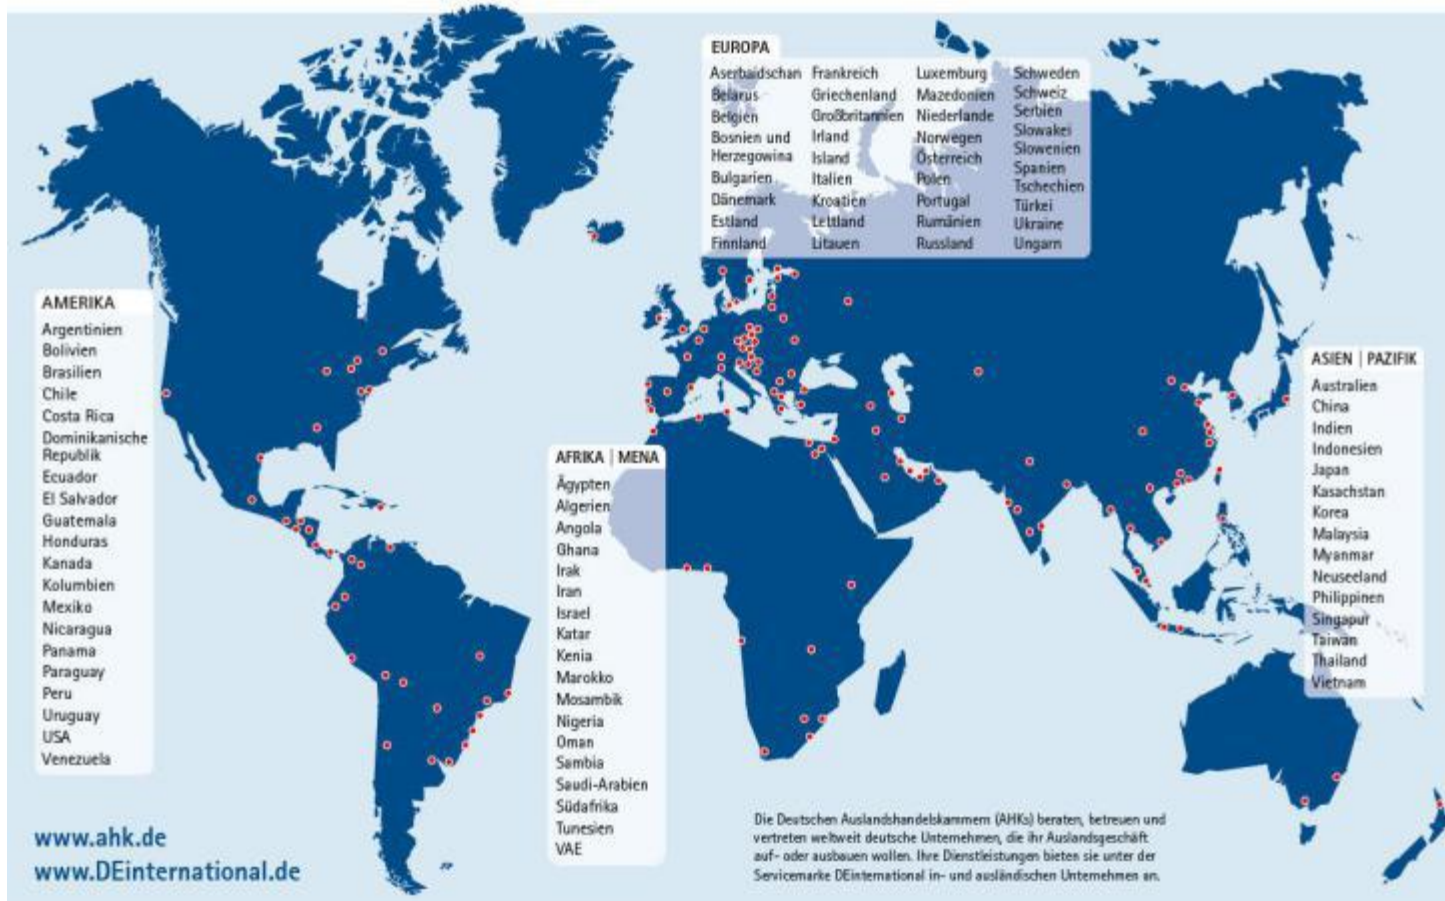 EUROPA
Aserbaidschan
Belarus
Belgien
Bosnien und
Herzegowina
Bulgarien
Dänemark
Estland
Finnland
Frankreich
Griechenland
Großbritannien
Irland
Island
Italien
Kroatien
Lettland
Litauen
Luxemburg
Mazedonien
Niederlande
Norwegen
Österreich
Polen
Portugal
Rumänien
Russland
Schweden
Schweiz
Serbien
Slowakei
Slowenien
Spanien
Tschechien
Türkei
Ukraine
Ungarn
AMERIKA
Argentinien
Bolivien
Brasilien
Chile
Costa Rica
Dominikanische
Republik
Ecuador
El Salvador
Guatemala
Honduras
Kanada
Kolumbien
Mexiko
Nicaragua
Panama
Paraguay
Peru
Uruguay
USA
Venezuela
AFRIKA | MENA
Ägypten
Algerien
Angola
Ghana
Irak
Iran
Israel
Katar
Kenia
Marokko
Mosambik
Nigeria
Oman
Sambia
Saudi-Arabien
Südafrika
Tunesien
VAE
ASIEN | PAZIFIK
Australien
China
Indien
Indonesien
Japan
Kasachstan
Korea
Malaysia
Myanmar
Neuseeland
Philippinen
Singapur
Taiwan
Thailand
Vietnam
www.ahk.de
www.DEinternational.de
Die Deutschen Auslandshandelskammern (AHKs) beraten, betreuen und
vertreten weltweit deutsche Unternehmen, die ihr Auslandsgeschäft
auf- oder ausbauen wollen. Ihre Dienstleistungen bieten sie unter der
Servicemarke DEinternational in- und ausländischen Unternehmen an.